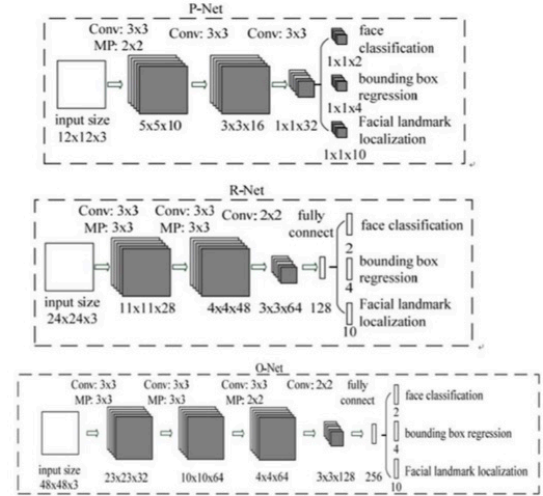 P-Net
Conv: 3x3 Conv: 3x3 Conv: 3x3
MP: 2x2
face
classification
1x1x2
bounding box
regression
1x1x4
Facial landmark
localization
1x1x10
input size
12x12x3
5x5x10
3x3x16
1x1x32
R-Net
Conv: 3x3 Conv: 3x3 Conv: 2x2 fully
MP: 3x3 MP: 3x3 connect
face classification
2
bounding box
regression
4
Facial landmark
localization
10
input size
24x24x3
11x11x28
4x4x48
3x3x64
128
O-Net
Conv: 3x3 Conv: 3x3 Conv: 3x3 Conv: 2x2 fully
MP: 3x3 MP: 3x3 MP: 2x2 connect
face classification
2
bounding box regression
4
Facial landmark localization
10
input size
48x48x3
23x23x32
10x10x64
4x4x64
3x3x128
256